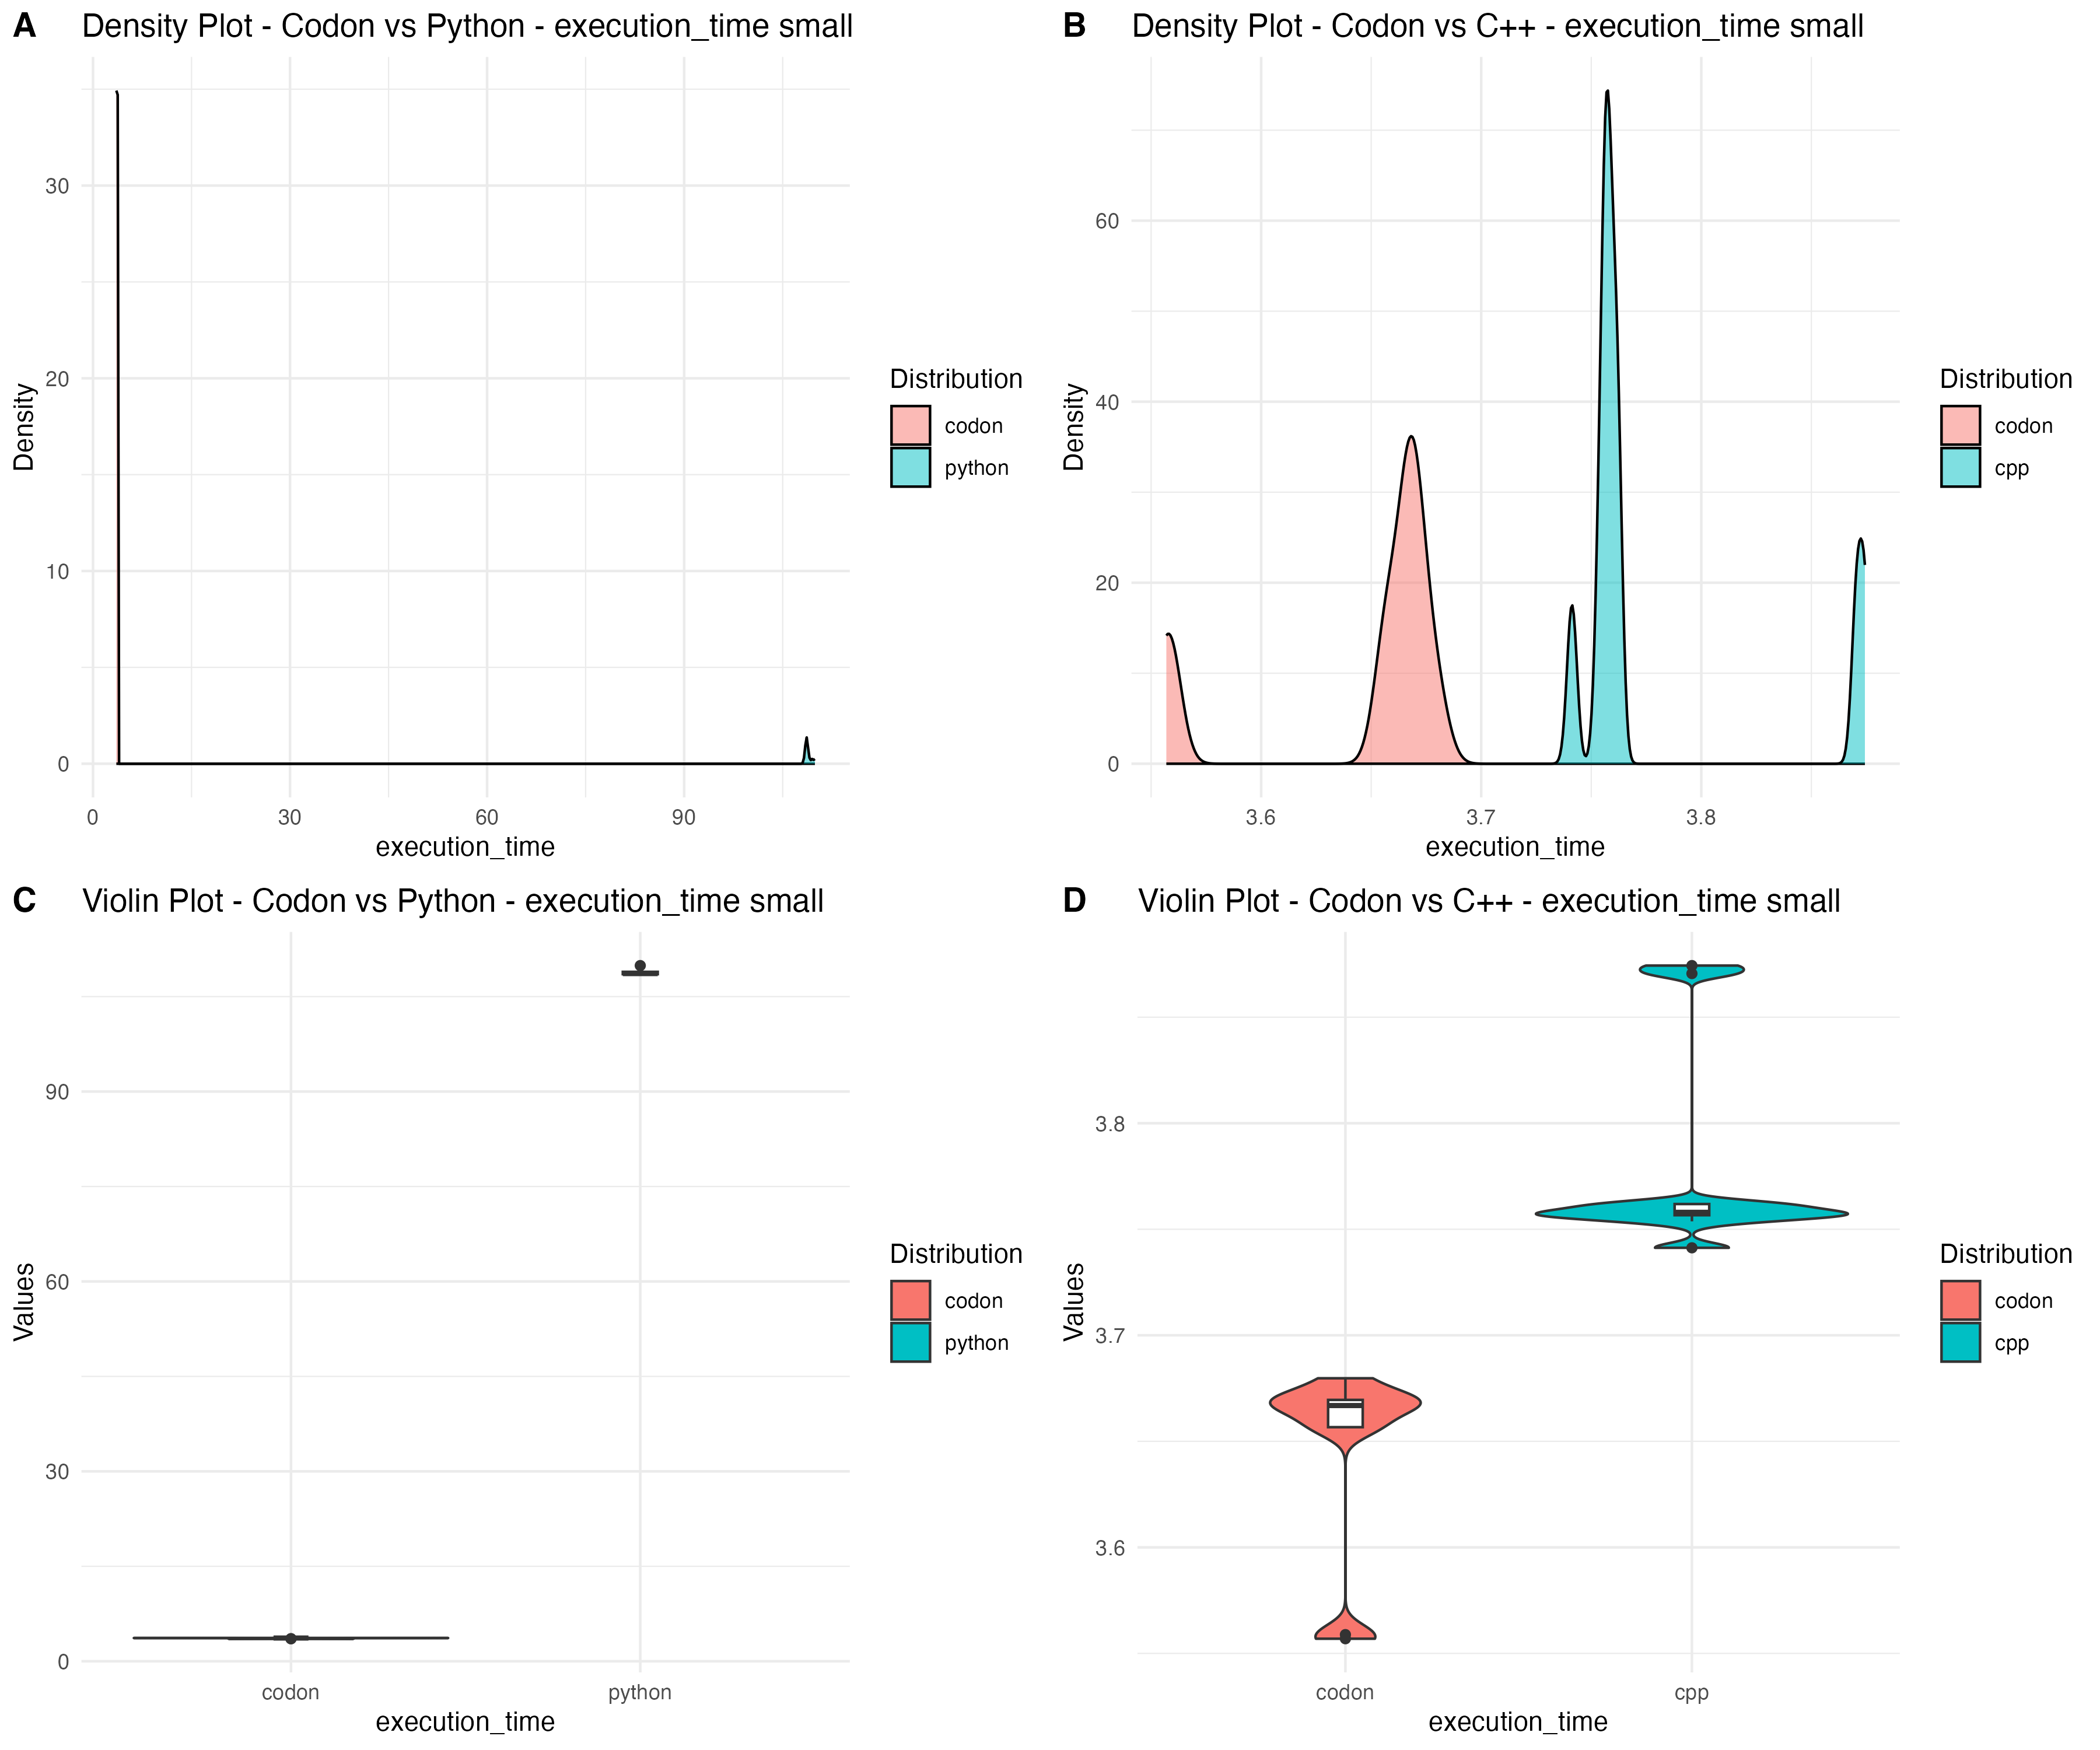 A Density Plot - Codon vs Python - execution_time small
30
20
10
0
Density
0 30 60 90
execution_time
Distribution
codon
python
B Density Plot - Codon vs C++ - execution_time small
60
40
20
0
Density
3.6 3.7 3.8
execution_time
Distribution
codon
cpp
C Violin Plot - Codon vs Python - execution_time small
90
60
30
0
Values
codon python
execution_time
Distribution
codon
python
D Violin Plot - Codon vs C++ - execution_time small
3.8
3.7
3.6
Values
codon cpp
execution_time
Distribution
codon
cpp